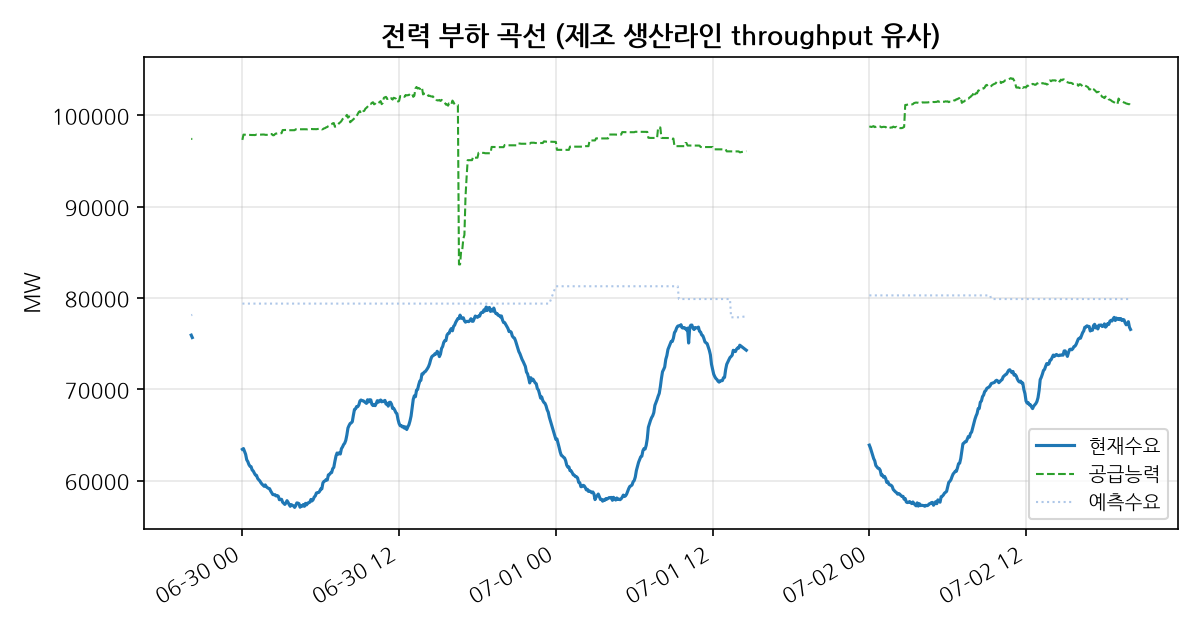 전력 부하 곡선 (제조 생산라인 throughput 유사)
MW
100000
90000
80000
70000
60000
현재수요
공급능력
예측수요
06-30 00
06-30 12
07-01 00
07-01 12
07-02 00
07-02 12